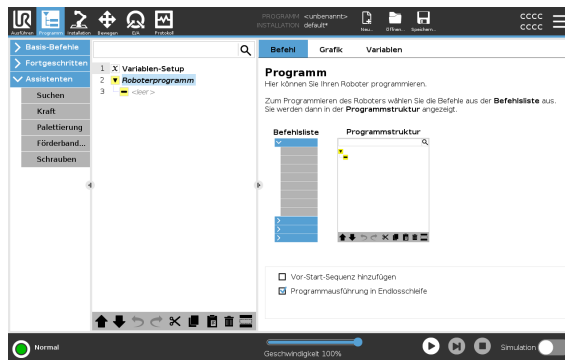 UR
Ausführen
Programm
Installation
Bewegen
E/A
Protokoll
PROGRAMM <unbenannt>
INSTALLATION default*
Neu...
Öffnen...
Speichern...
CCCC
CCCC
Basis-Befehle
Fortgeschritten
Assistenten
Suchen
Kraft
Palettierung
Förderband...
Schrauben
1 X Variablen-Setup
2 Roboterprogramm
3 <leer>
Befehl Grafik Variablen
Programm
Hier können Sie Ihren Roboter programmieren.
Zum Programmieren des Roboters wählen Sie die Befehle aus der Befehlsliste aus.
Sie werden dann in der Programmstruktur angezeigt.
Befehlsliste Programmstruktur
Vor-Start-Sequenz hinzufügen
Programmausführung in Endlosschleife
Normal
Geschwindigkeit 100%
Simulation